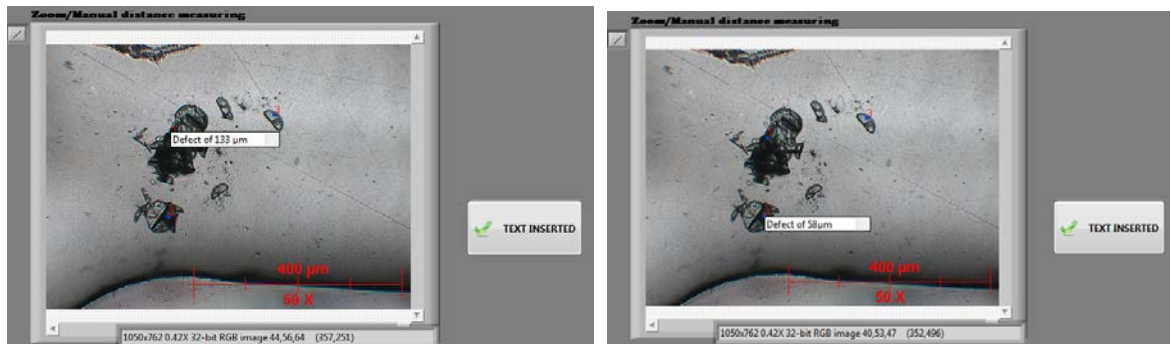 Zoom/Manual distance measuring
3
Defect of 133 µm
TEXT INSERTED
400 µm
50 X
1050x762 0.42X 32-bit RGB image 44,56,64 (357,251)
Zoom/Manual distance measuring
3
Defect of 58µm
TEXT INSERTED
400 µm
50 X
1050x762 0.42X 32-bit RGB image 40,53,47 (352,496)